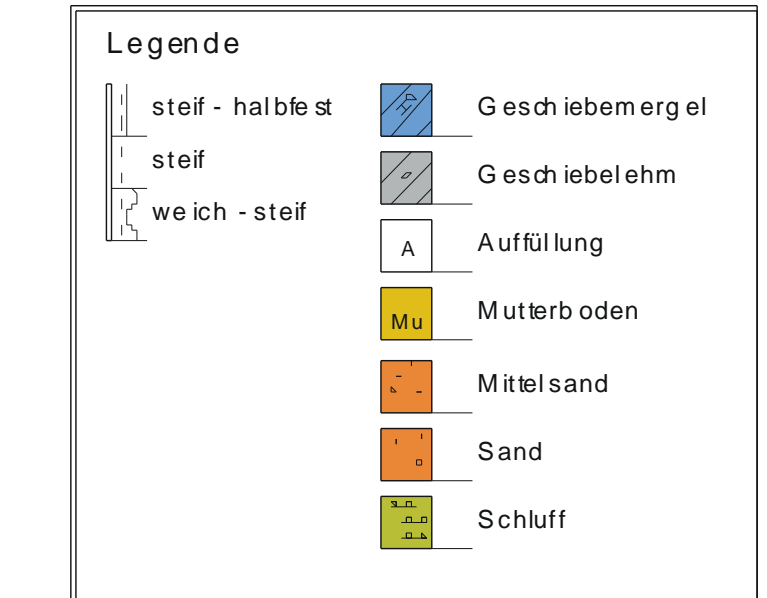 Legende
steif - halbfest
steif
weich - steif
Geschiebemergel
Geschiebelehm
A Auffüllung
Mu Mutterboden
Mittelsand
Sand
Schluff